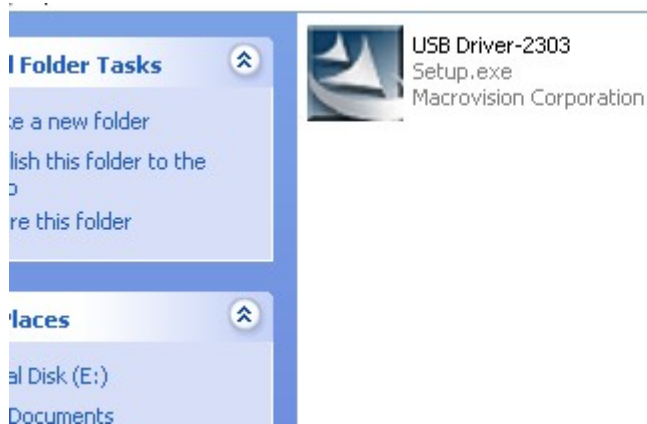 l Folder Tasks
e a new folder
lish this folder to the
re this folder
laces
al Disk (E:)
Documents
USB Driver-2303
Setup.exe
Macrovision Corporation